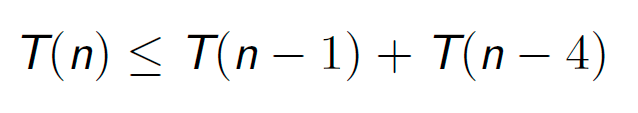 T(n) ≤ T(n − 1) + T(n − 4)